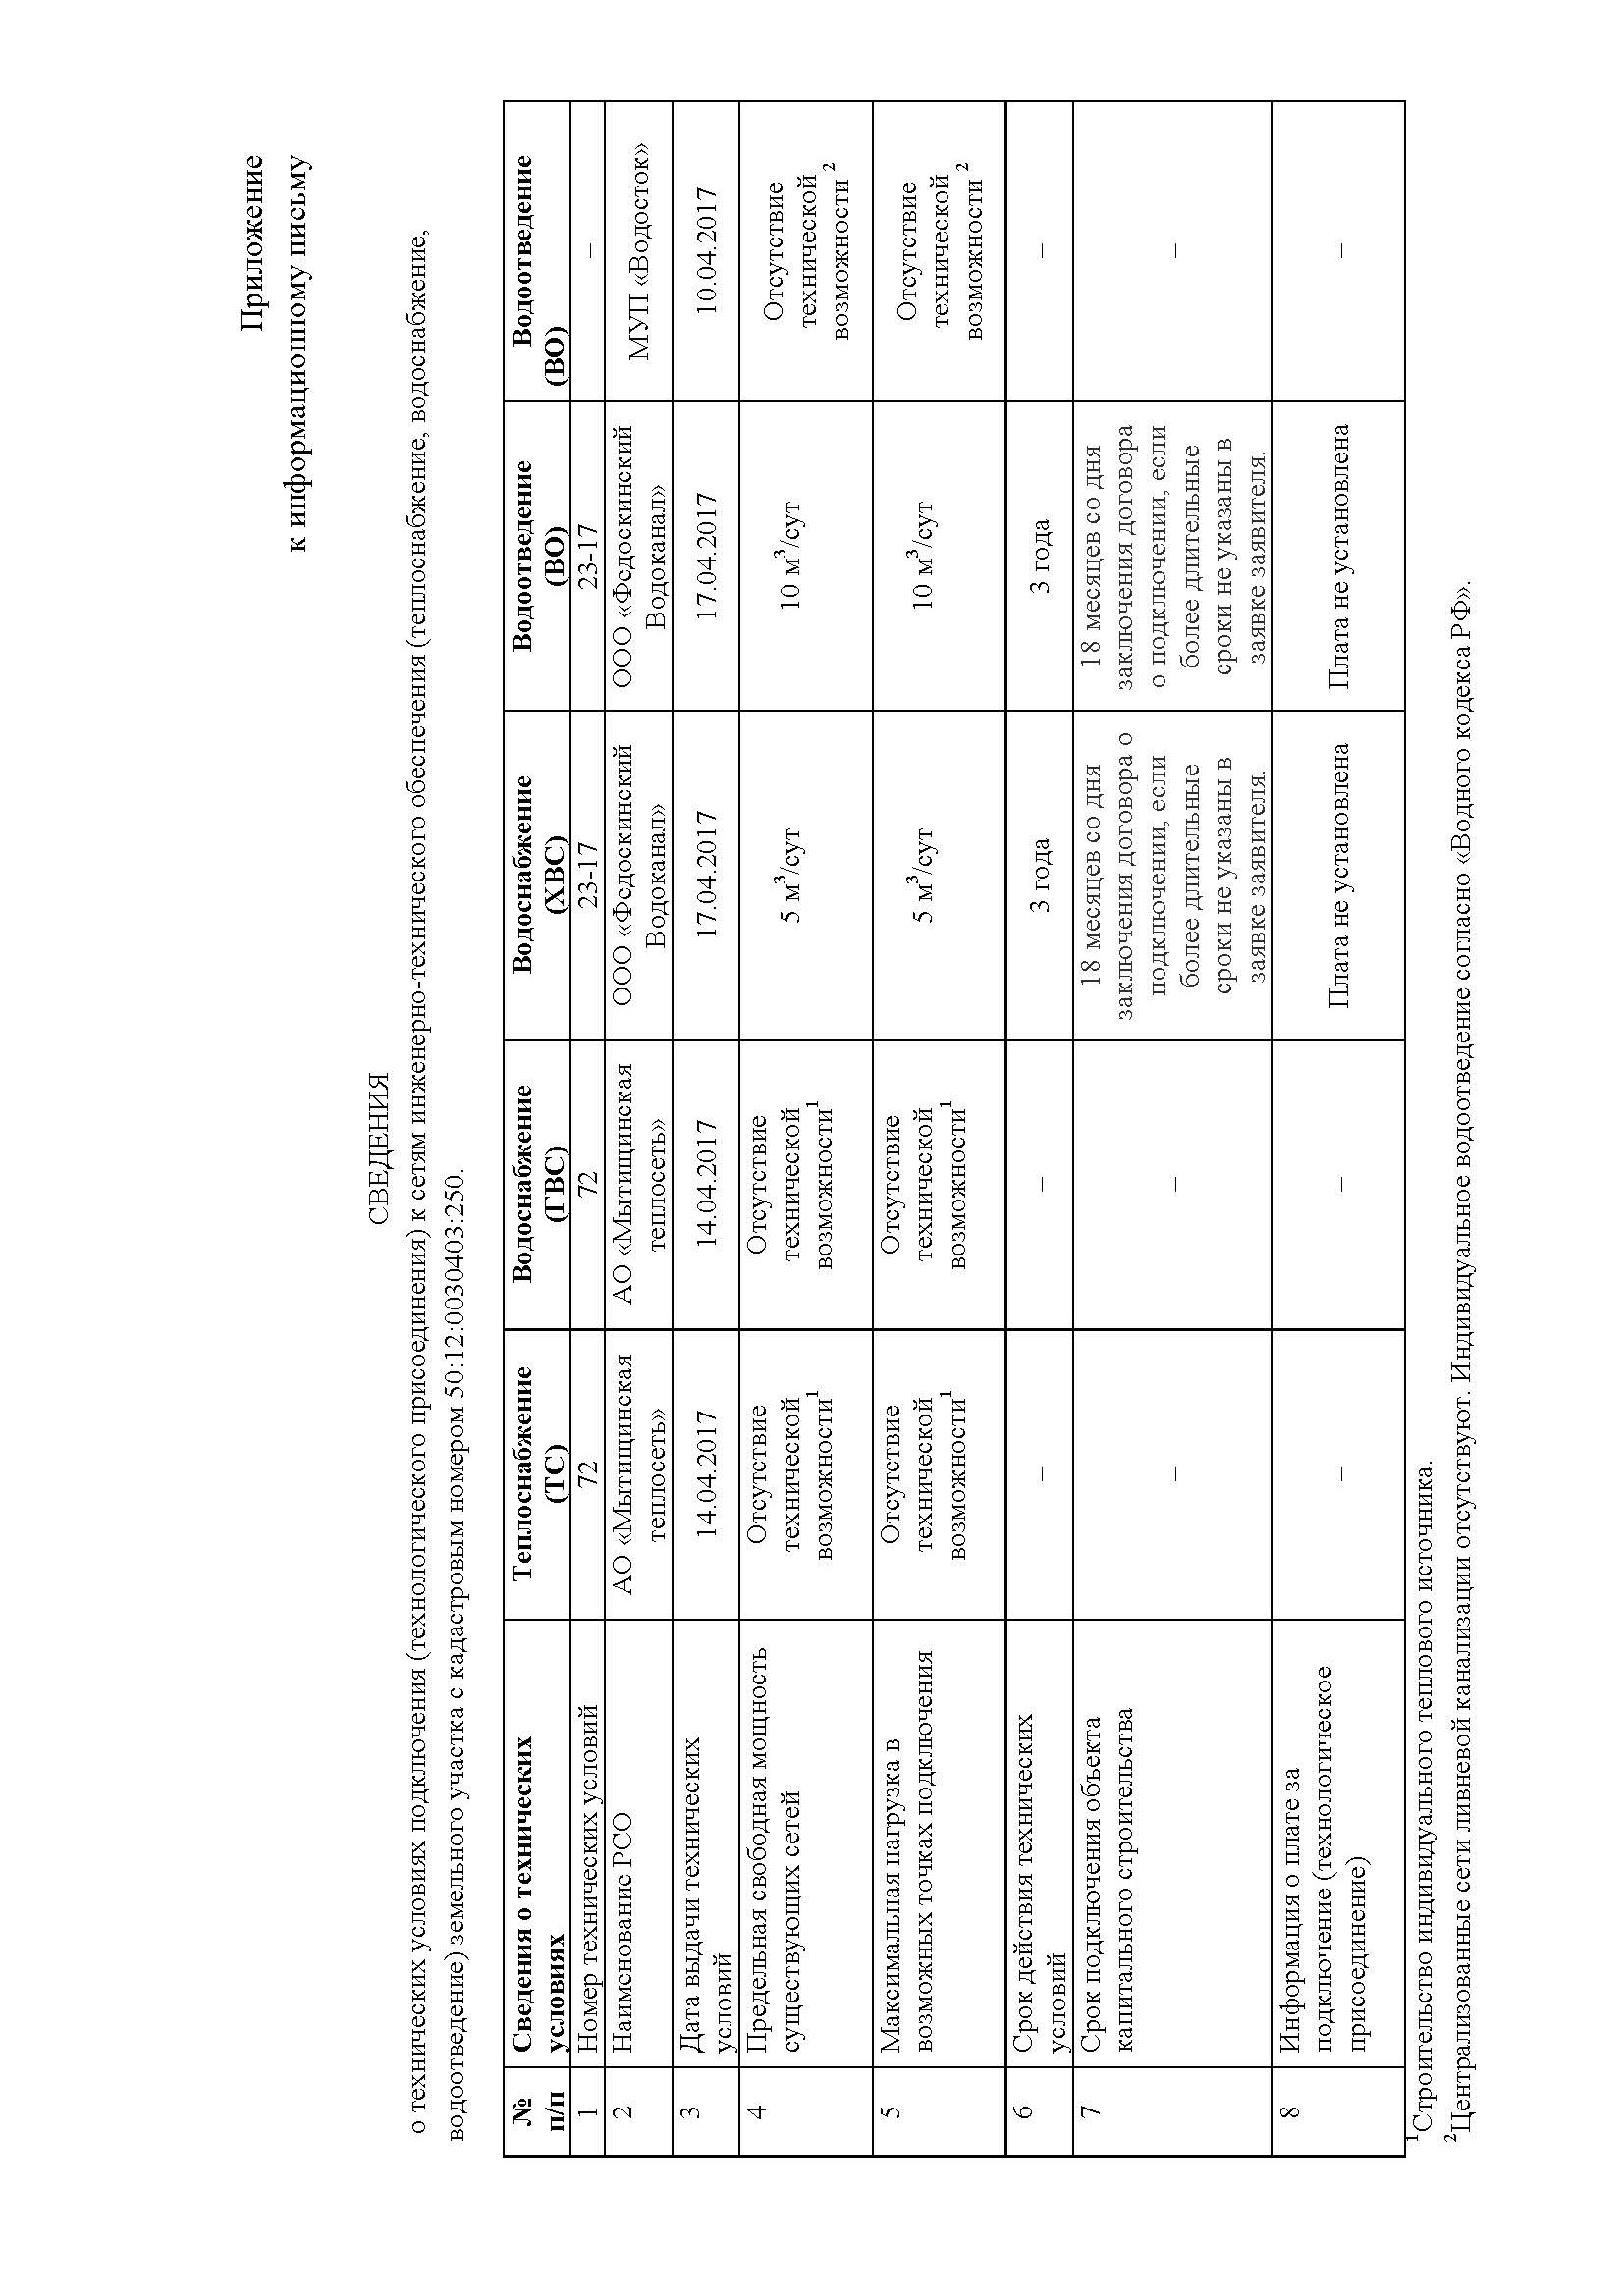 Приложение
к информационному письму
СВЕДЕНИЯ
о технических условиях подключения (технологического присоединения) к сетям инженерно-технического обеспечения (теплоснабжение, водоснабжение,
водоотведение) земельного участка с кадастровым номером 50:12:0030403:250.
№
п/п
Сведения о технических
условиях
Теплоснабжение
(ТС)
Водоснабжение
(ГВС)
Водоснабжение
(ХВС)
Водоотведение
(ВО)
Водоотведение
(ВО)
1
Номер технических условий
72
72
23-17
23-17
–
2
Наименование РСО
АО «Мытищинская
теплосеть»
АО «Мытищинская
теплосеть»
ООО «Федоскинский
Водоканал»
ООО «Федоскинский
Водоканал»
МУП «Водосток»
3
Дата выдачи технических
условий
14.04.2017
14.04.2017
17.04.2017
17.04.2017
10.04.2017
4
Предельная свободная мощность
существующих сетей
Отсутствие
технической
возможности¹
Отсутствие
технической
возможности¹
5 м³/сут
10 м³/сут
Отсутствие
технической
возможности ²
5
Максимальная нагрузка в
возможных точках подключения
Отсутствие
технической
возможности¹
Отсутствие
технической
возможности¹
5 м³/сут
10 м³/сут
Отсутствие
технической
возможности ²
6
Срок действия технических
условий
–
–
3 года
3 года
–
7
Срок подключения объекта
капитального строительства
–
–
18 месяцев со дня
заключения договора о
подключении, если
более длительные
сроки не указаны в
заявке заявителя.
18 месяцев со дня
заключения договора
о подключении, если
более длительные
сроки не указаны в
заявке заявителя.
–
8
Информация о плате за
подключение (технологическое
присоединение)
–
–
Плата не установлена
Плата не установлена
–
¹Строительство индивидуального теплового источника.
²Централизованные сети ливневой канализации отсутствуют. Индивидуальное водоотведение согласно «Водного кодекса РФ».